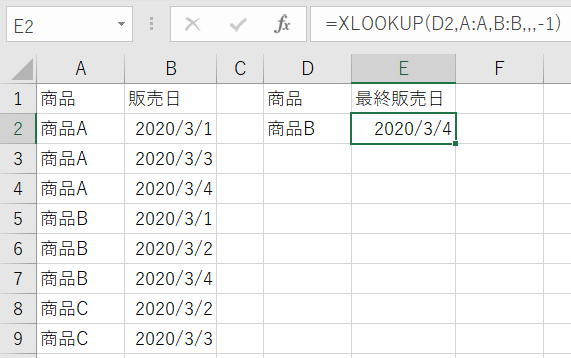 E2 fx =XLOOKUP(D2,A:A,B:B,,,-1)
A B C D E F
1 商品 販売日 商品 最終販売日
2 商品A 2020/3/1 商品B 2020/3/4
3 商品A 2020/3/3
4 商品A 2020/3/4
5 商品B 2020/3/1
6 商品B 2020/3/2
7 商品B 2020/3/4
8 商品C 2020/3/2
9 商品C 2020/3/3